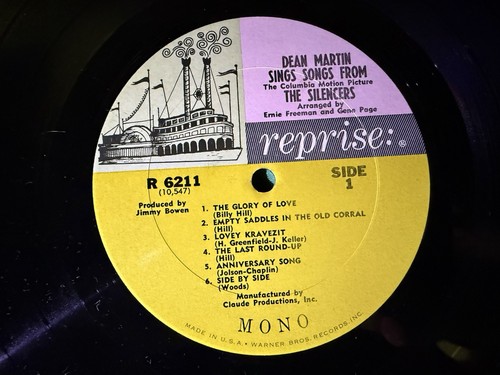 DEAN MARTIN
SINGS SONGS FROM
The Columbia Motion Picture
THE SILENCERS
Arranged by
Ernie Freeman and Gene Page
reprise: ®
R 6211
(10,547)
Produced by
Jimmy Bowen
SIDE
1
1. THE GLORY OF LOVE
(Billy Hill)
2. EMPTY SADDLES IN THE OLD CORRAL
(Hill)
3. LOVEY KRAVEZIT
(H. Greenfield-J. Keller)
4. THE LAST ROUND-UP
(Hill)
5. ANNIVERSARY SONG
(Jolson-Chaplin)
6. SIDE BY SIDE
(Woods)
Manufactured by
Claude Productions, Inc.
MONO
MADE IN U.S.A. • WARNER BROS. RECORDS INC.